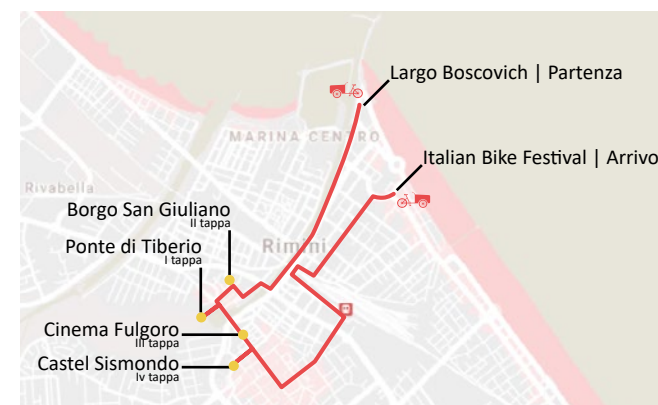 Largo Boscovich | Partenza
MARINA CENTRO
Italian Bike Festival | Arrivo
Rivabella
Borgo San Giuliano
II tappa
Ponte di Tiberio
I tappa
Rimini
Cinema Fulgoro
III tappa
Castel Sismondo
Iv tappa